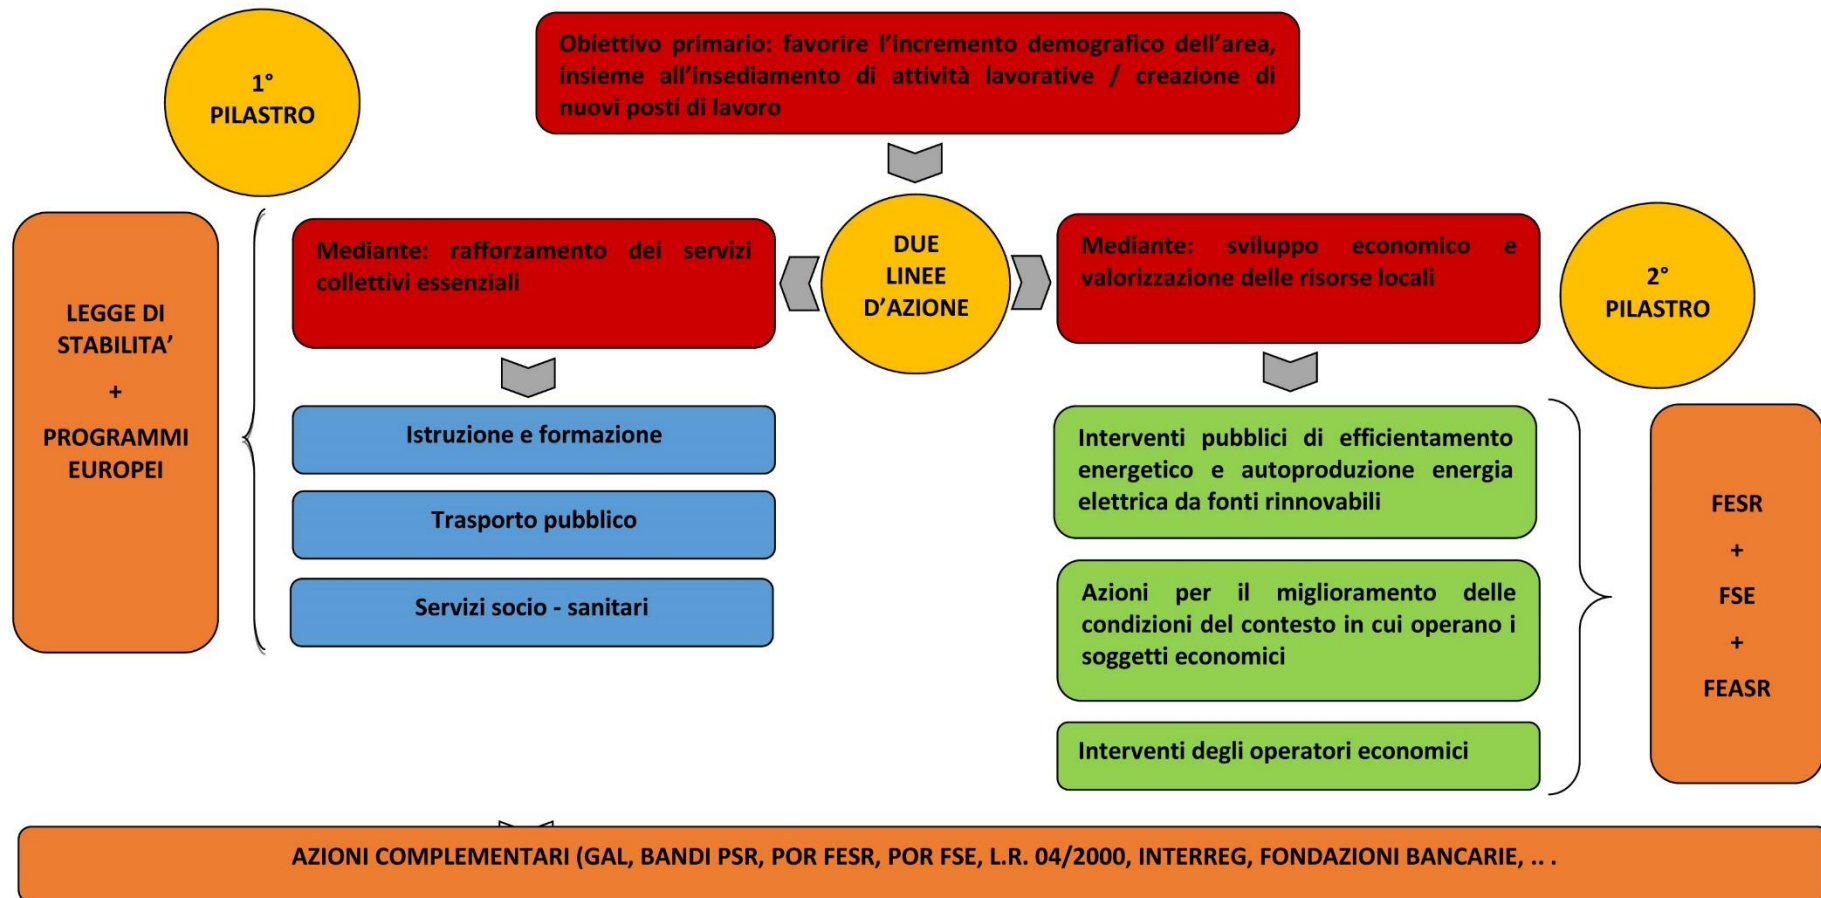 1°
PILASTRO
Obiettivo primario: favorire l’incremento demografico dell’area,
insieme all’insediamento di attività lavorative / creazione di
nuovi posti di lavoro
LEGGE DI
STABILITA’
+
PROGRAMMI
EUROPEI
Mediante: rafforzamento dei servizi
collettivi essenziali
DUE
LINEE
D’AZIONE
Mediante: sviluppo economico e
valorizzazione delle risorse locali
2°
PILASTRO
Istruzione e formazione
Trasporto pubblico
Servizi socio - sanitari
Interventi pubblici di efficientamento
energetico e autoproduzione energia
elettrica da fonti rinnovabili
Azioni per il miglioramento delle
condizioni del contesto in cui operano i
soggetti economici
Interventi degli operatori economici
FESR
+
FSE
+
FEASR
AZIONI COMPLEMENTARI (GAL, BANDI PSR, POR FESR, POR FSE, L.R. 04/2000, INTERREG, FONDAZIONI BANCARIE, .. .